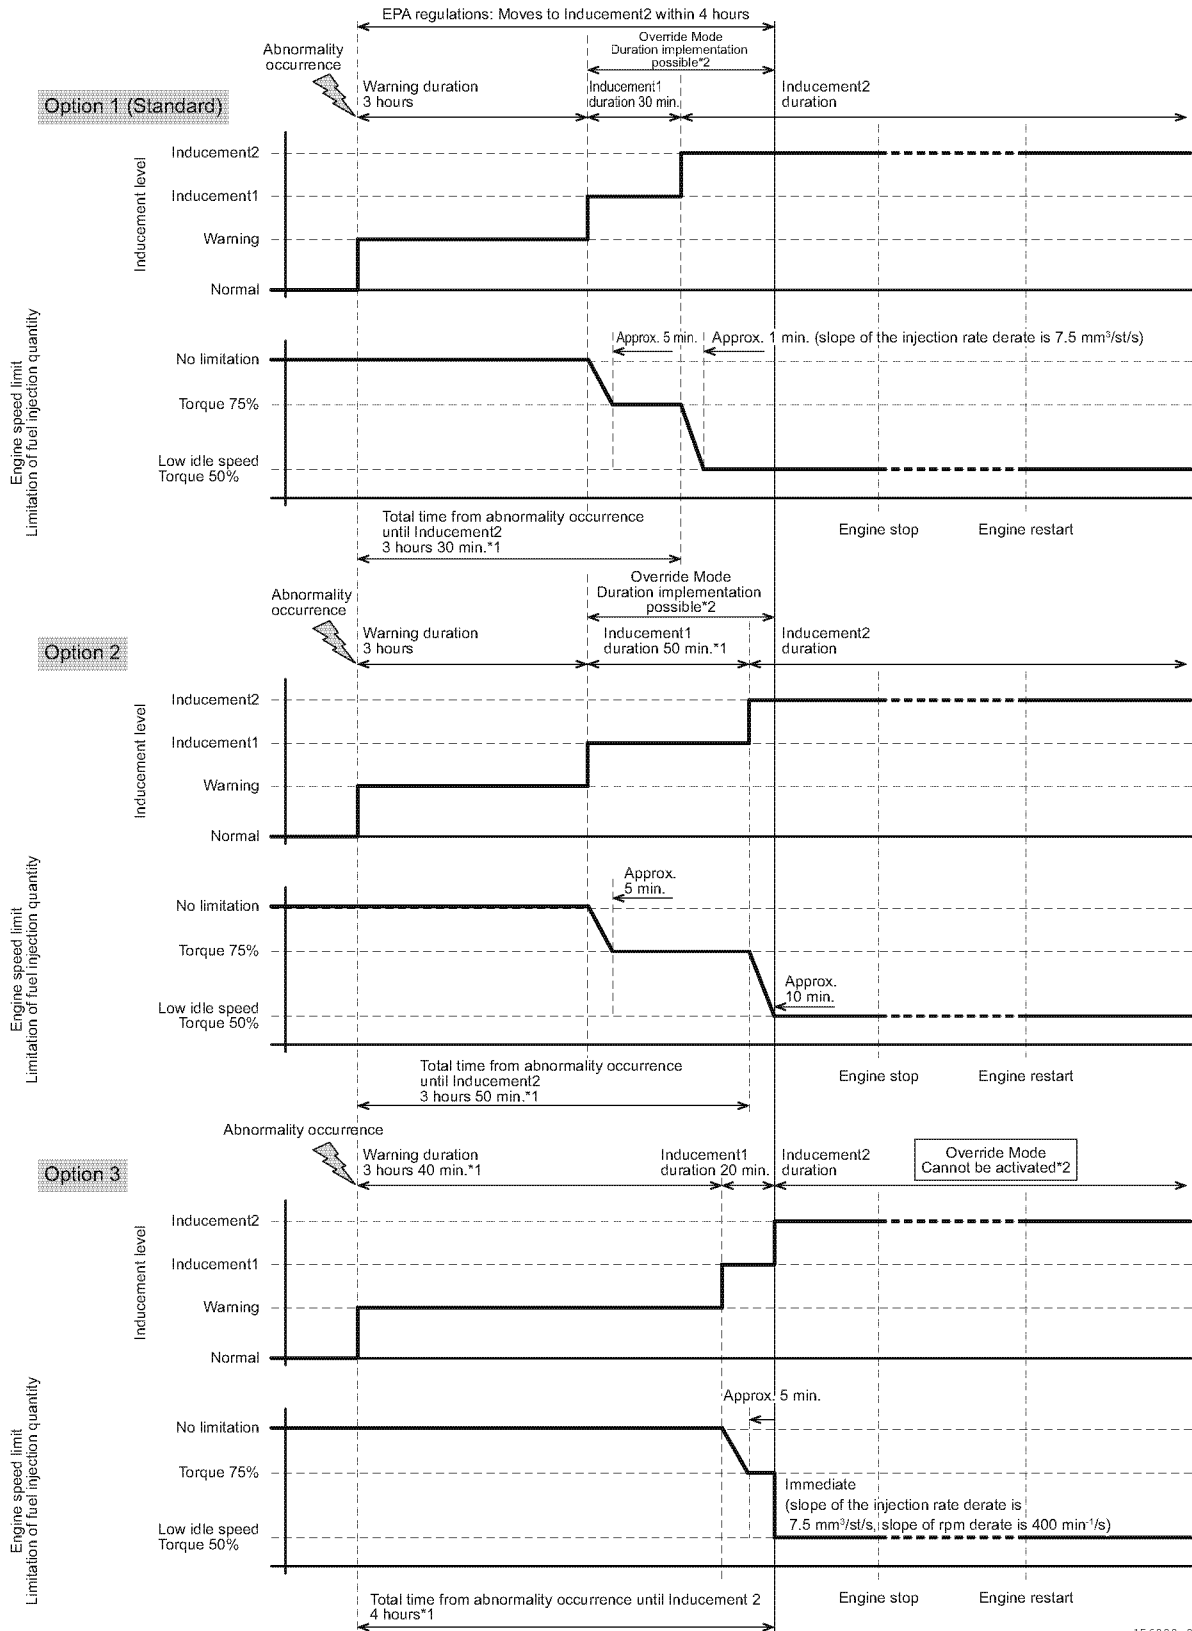 EPA regulations: Moves to Inducement2 within 4 hours
Abnormality
occurrence
Override Mode
Duration implementation
possible*2
Option 1 (Standard)
Warning duration
3 hours
Inducement1
duration 30 min.
Inducement2
duration
Inducement level
Inducement2
Inducement1
Warning
Normal
Engine speed limit
Limitation of fuel injection quantity
Approx. 5 min.
Approx. 1 min. (slope of the injection rate derate is 7.5 mm³/st/s)
No limitation
Torque 75%
Low idle speed
Torque 50%
Engine stop
Engine restart
Total time from abnormality occurrence
until Inducement2
3 hours 30 min.*1
Abnormality
occurrence
Override Mode
Duration implementation
possible*2
Option 2
Warning duration
3 hours
Inducement1
duration 50 min.*1
Inducement2
duration
Inducement level
Inducement2
Inducement1
Warning
Normal
Engine speed limit
Limitation of fuel injection quantity
Approx.
5 min.
No limitation
Torque 75%
Approx.
10 min.
Low idle speed
Torque 50%
Engine stop
Engine restart
Total time from abnormality occurrence
until Inducement2
3 hours 50 min.*1
Abnormality occurrence
Option 3
Warning duration
3 hours 40 min.*1
Inducement1
duration 20 min.
Inducement2
duration
Override Mode
Cannot be activated*2
Inducement level
Inducement2
Inducement1
Warning
Normal
Engine speed limit
Limitation of fuel injection quantity
Approx. 5 min.
No limitation
Torque 75%
Immediate
(slope of the injection rate derate is
7.5 mm³/st/s, slope of rpm derate is 400 min⁻¹/s)
Low idle speed
Torque 50%
Engine stop
Engine restart
Total time from abnormality occurrence until Inducement 2
4 hours*1